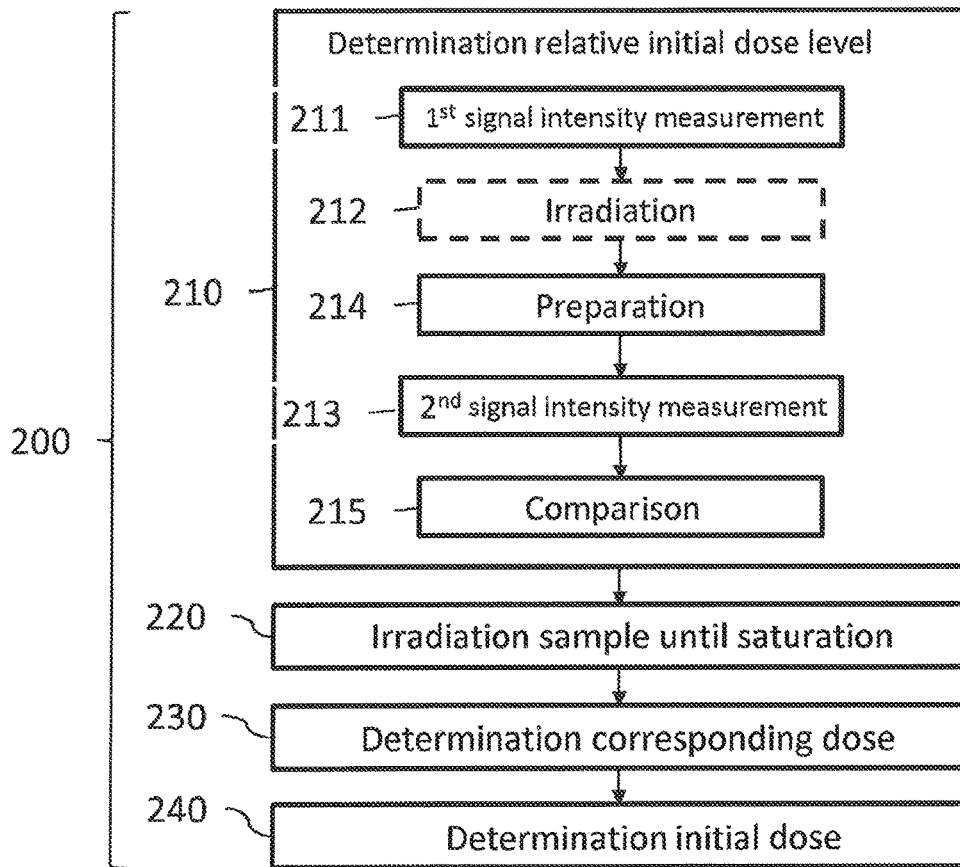 Determination relative initial dose level
211
1st signal intensity measurement
212
Irradiation
210
214
Preparation
213
2nd signal intensity measurement
200
215
Comparison
220
Irradiation sample until saturation
230
Determination corresponding dose
240
Determination initial dose